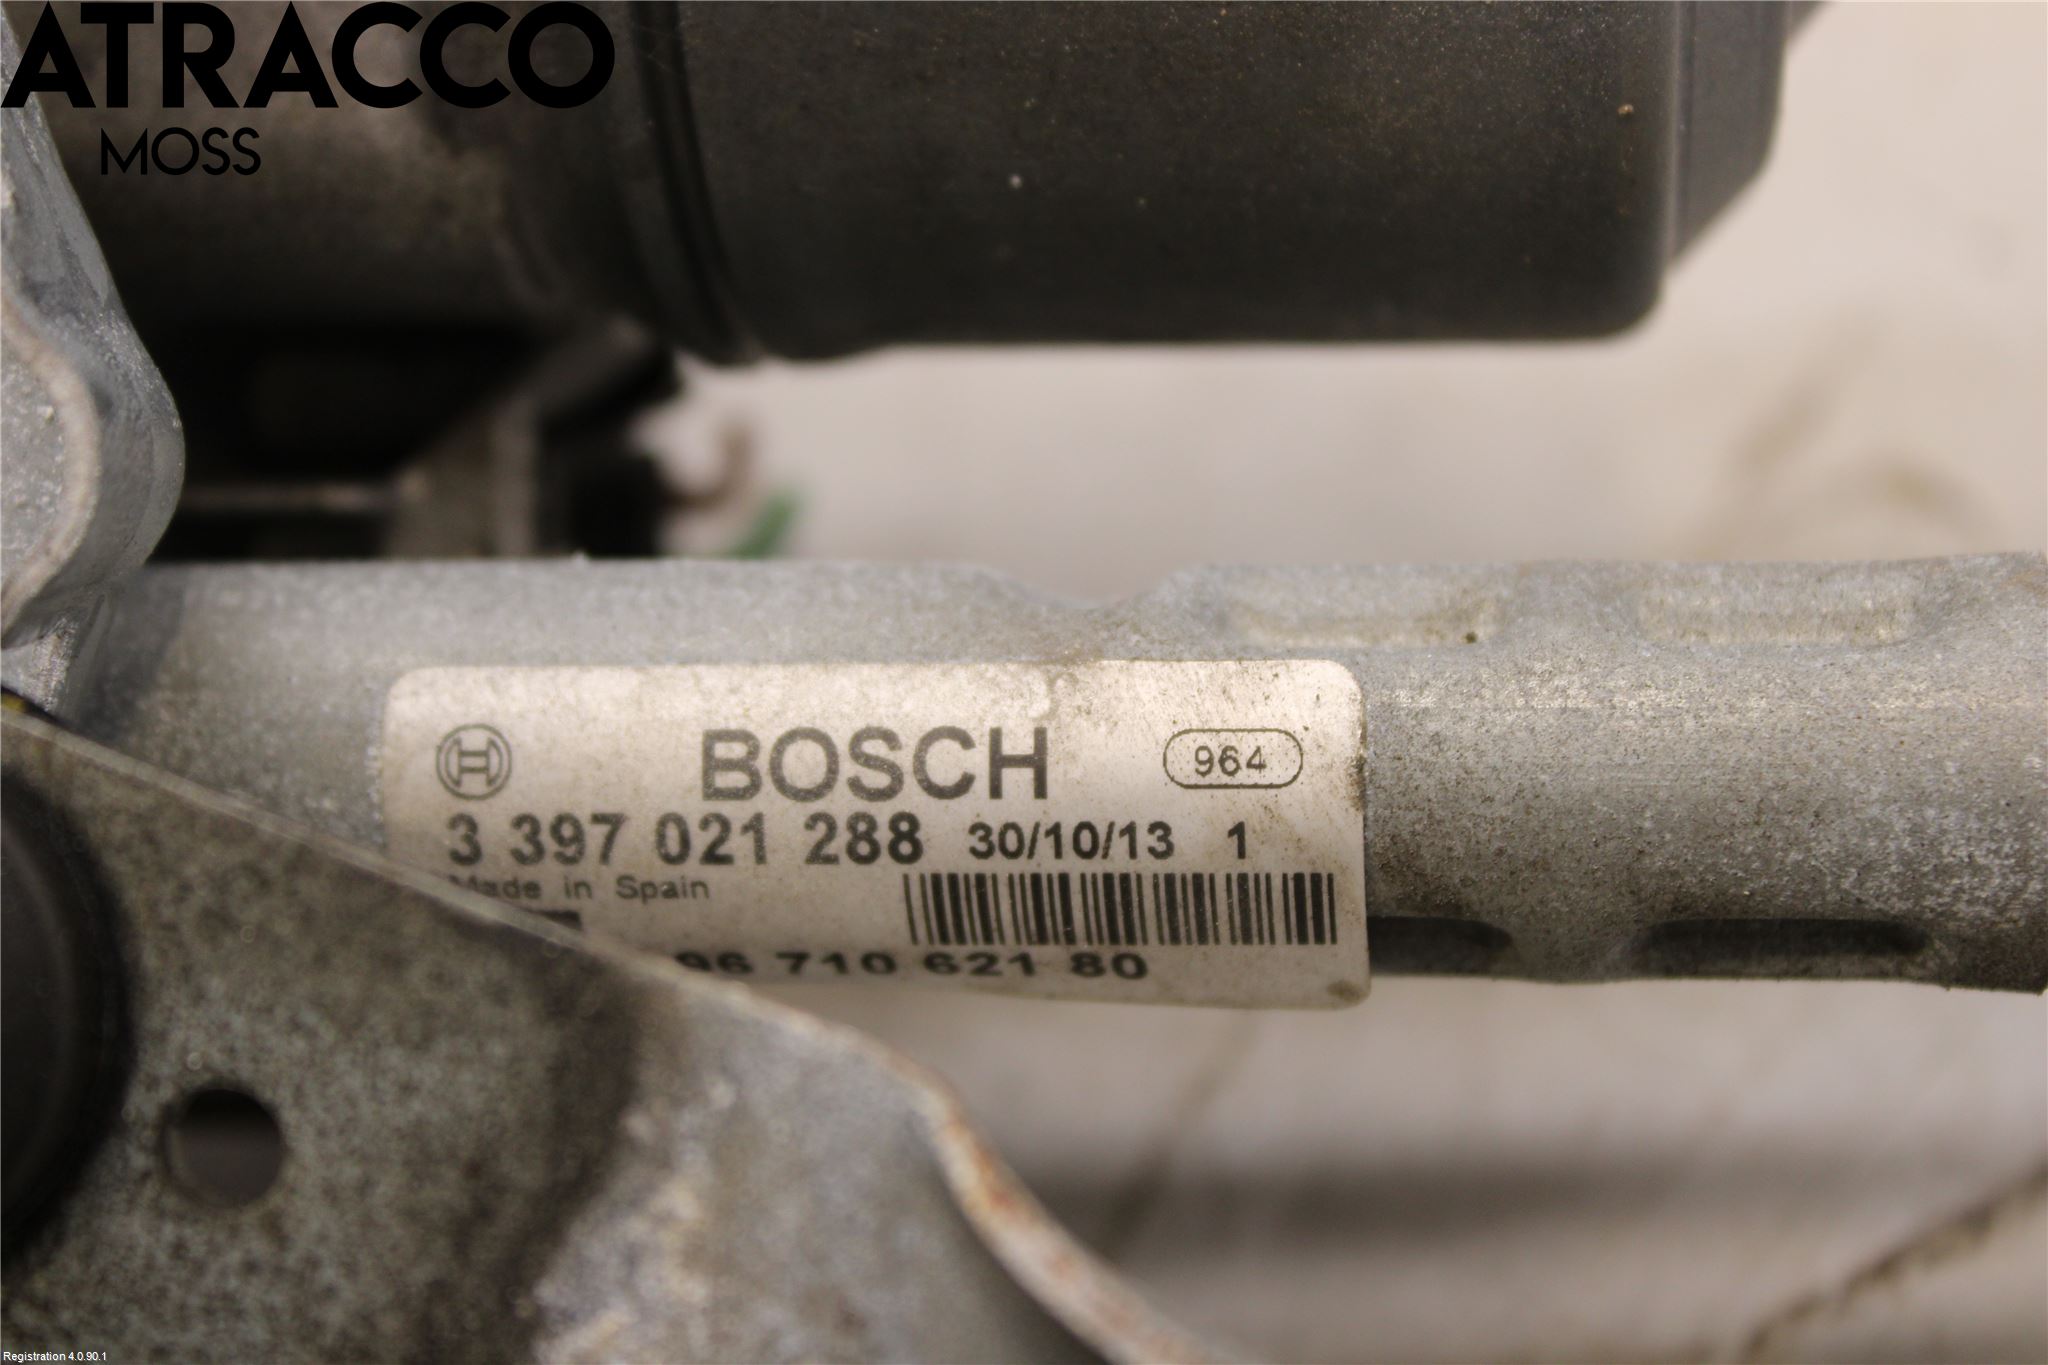 ATRACCO
MOSS
BOSCH 964
3 397 021 288 30/10/13 1
Made in Spain
96 710 621 80
Registration 4.0.90.1